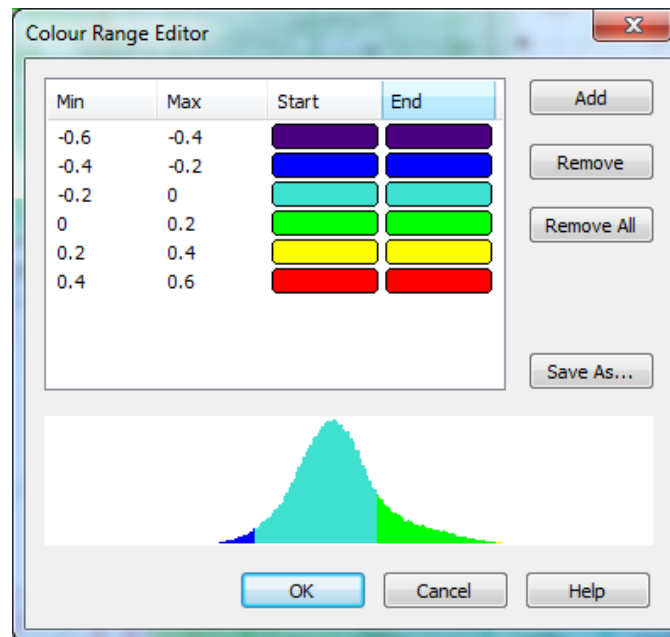 Colour Range Editor
Min Max Start End
-0.6 -0.4
-0.4 -0.2
-0.2 0
0 0.2
0.2 0.4
0.4 0.6
Add
Remove
Remove All
Save As...
OK Cancel Help